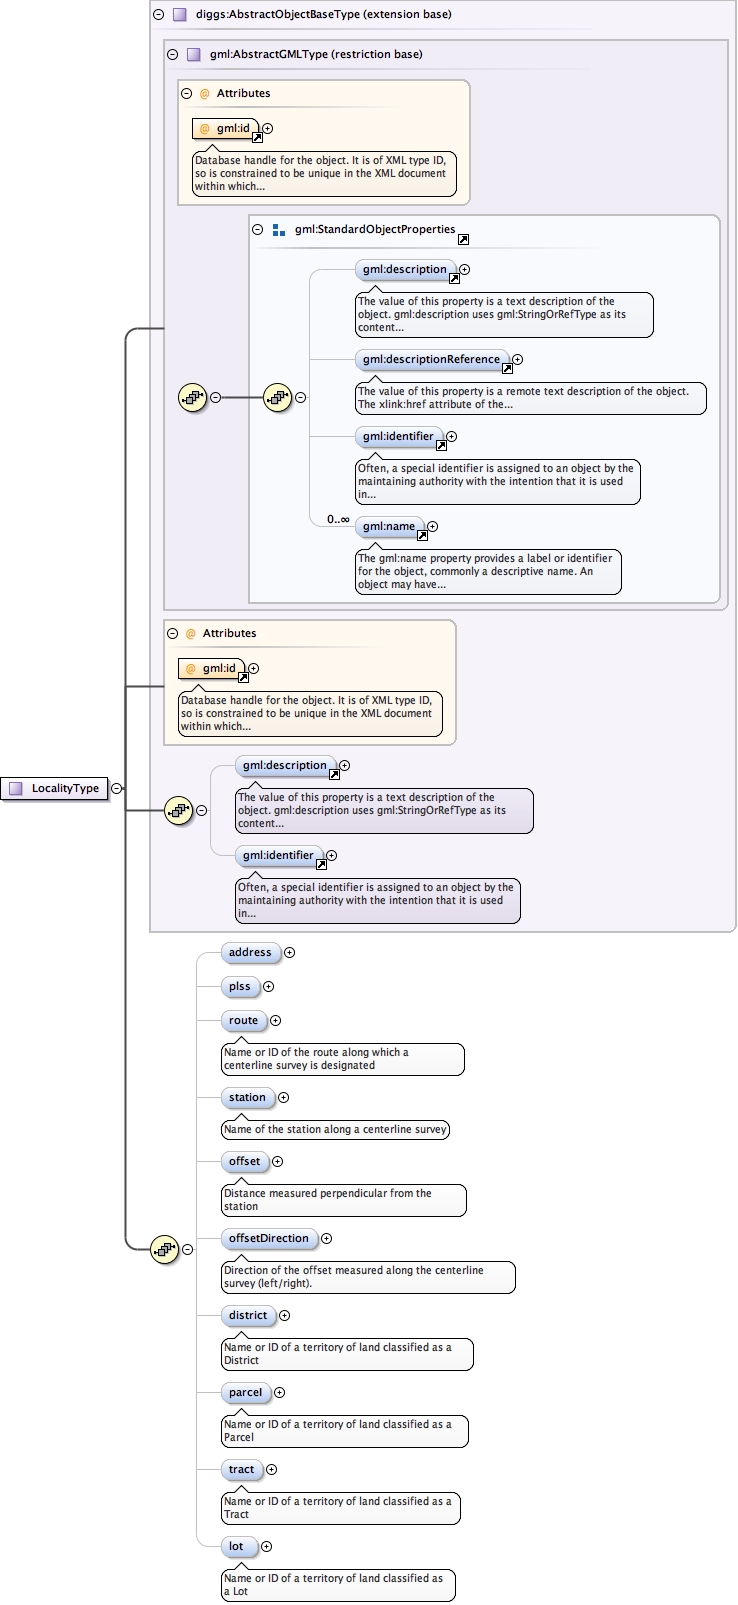 diggs:AbstractObjectBaseType (extension base)
gml:AbstractGMLType (restriction base)
@ Attributes
@ gml:id
Database handle for the object. It is of XML type ID,
so is constrained to be unique in the XML document
within which...
gml:StandardObjectProperties
gml:description
The value of this property is a text description of the
object. gml:description uses gml:StringOrRefType as its
content...
gml:descriptionReference
The value of this property is a remote text description of the object.
The xlink:href attribute of the...
gml:identifier
Often, a special identifier is assigned to an object by the
maintaining authority with the intention that it is used
in...
0..∞
gml:name
The gml:name property provides a label or identifier
for the object, commonly a descriptive name. An
object may have...
@ Attributes
@ gml:id
Database handle for the object. It is of XML type ID,
so is constrained to be unique in the XML document
within which...
LocalityType
gml:description
The value of this property is a text description of the
object. gml:description uses gml:StringOrRefType as its
content...
gml:identifier
Often, a special identifier is assigned to an object by the
maintaining authority with the intention that it is used
in...
address
plss
route
Name or ID of the route along which a
centerline survey is designated
station
Name of the station along a centerline survey
offset
Distance measured perpendicular from the
station
offsetDirection
Direction of the offset measured along the centerline
survey (left/right).
district
Name or ID of a territory of land classified as a
District
parcel
Name or ID of a territory of land classified as a
Parcel
tract
Name or ID of a territory of land classified as a
Tract
lot
Name or ID of a territory of land classified as
a Lot